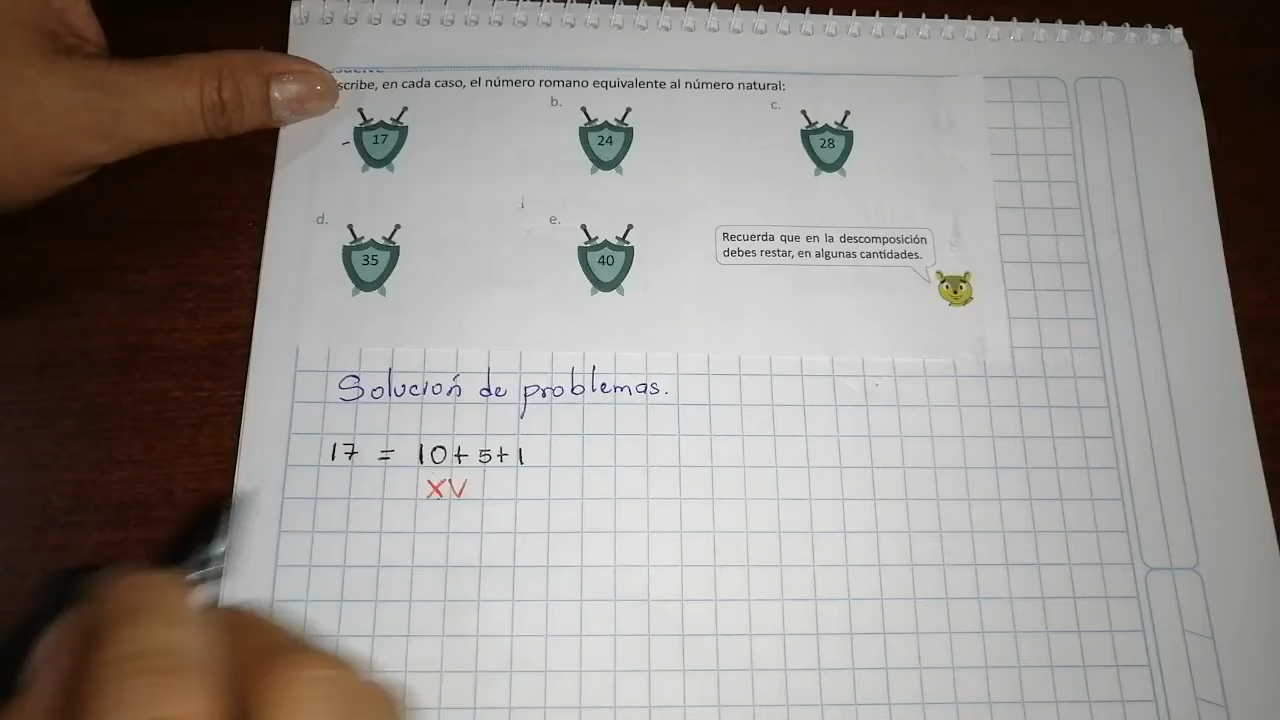 scribe, en cada caso, el número romano equivalente al número natural:
b.
c.
17
24
28
d.
e.
35
40
Recuerda que en la descomposición
debes restar, en algunas cantidades.
Solución de problemas.
17 = 10+5+1
XV